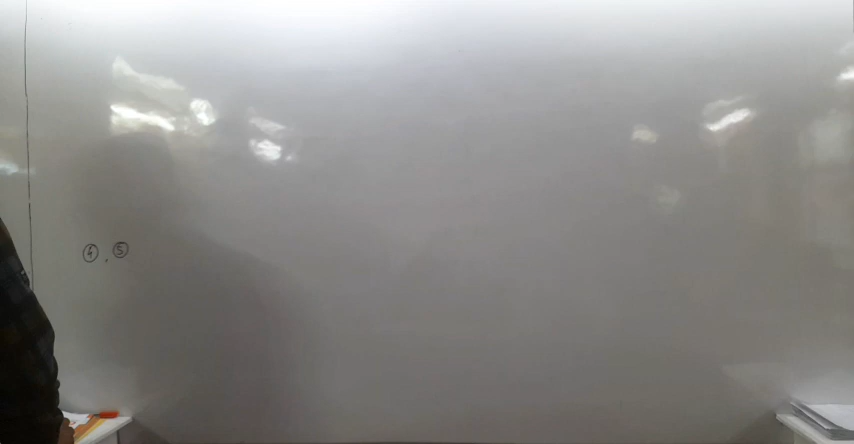 ④ , ⑤